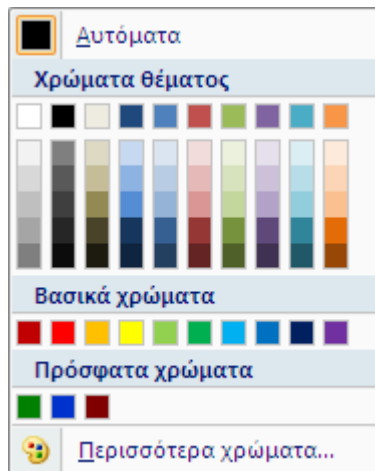 Αυτόματα
Χρώματα θέματος
Βασικά χρώματα
Πρόσφατα χρώματα
Περισσότερα χρώματα...